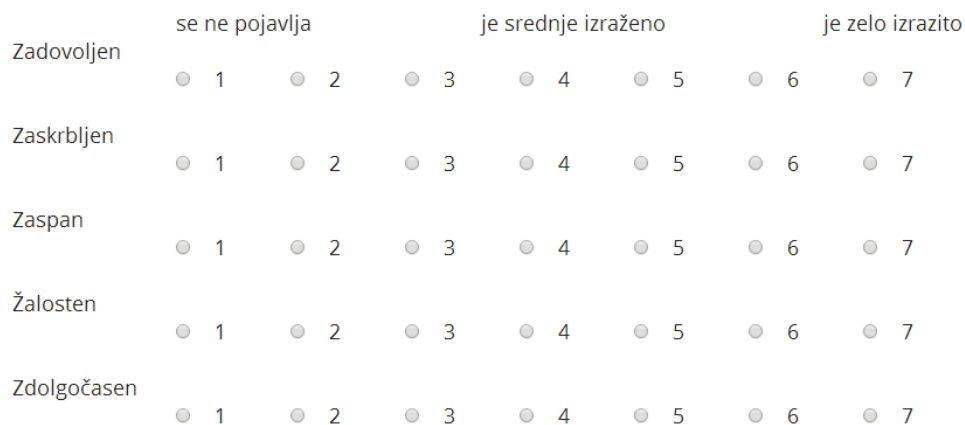 se ne pojavlja je srednje izraženo je zelo izrazito
Zadovoljen
1 2 3 4 5 6 7
Zaskrbljen
1 2 3 4 5 6 7
Zaspan
1 2 3 4 5 6 7
Žalosten
1 2 3 4 5 6 7
Zdolgočasen
1 2 3 4 5 6 7